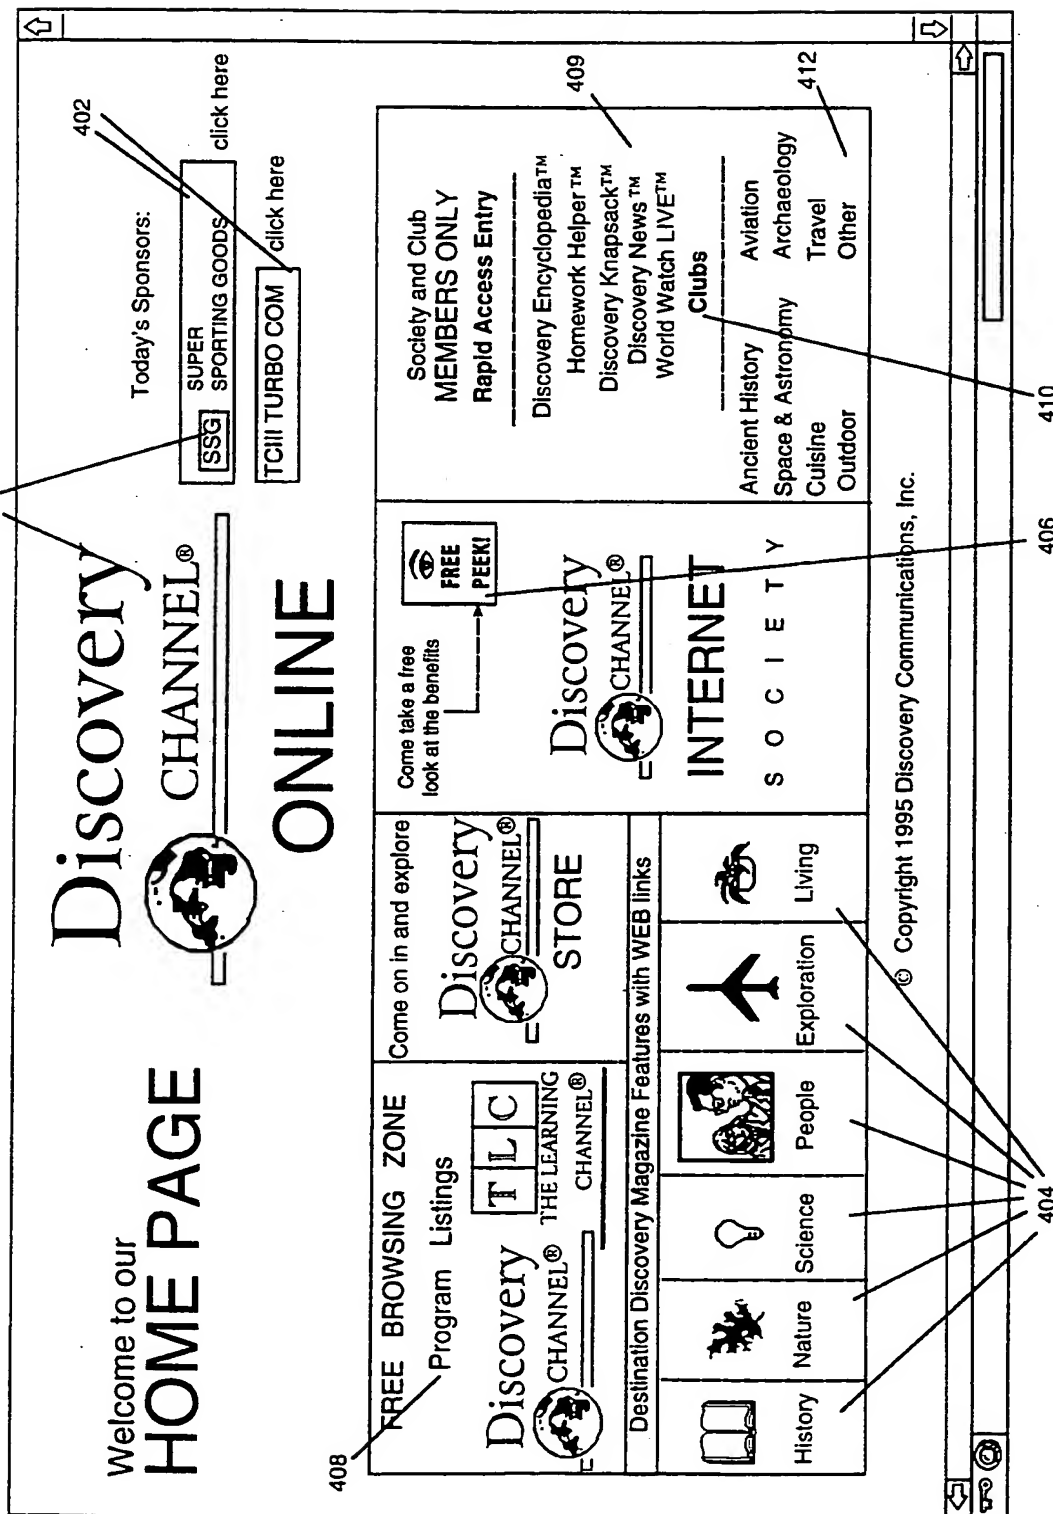 Welcome to our
HOME PAGE
Discovery
CHANNEL®
ONLINE
Today's Sponsors:
SSG
SUPER
SPORTING GOODS
click here
TCIII TURBO COM
click here
402
FREE BROWSING ZONE
Program Listings
408
Discovery
CHANNEL®
T L C
THE LEARNING
CHANNEL®
Come on in and explore
Discovery
CHANNEL®
STORE
Destination Discovery Magazine Features with WEB links
History
Nature
Science
People
Exploration
Living
404
Come take a free
look at the benefits
FREE
PEEK!
Discovery
CHANNEL®
INTERNET
SOCIETY
406
Society and Club
MEMBERS ONLY
Rapid Access Entry
Discovery Encyclopedia™
Homework Helper™
Discovery Knapsack™
Discovery News™
World Watch LIVE™
409
Clubs
410
Ancient History Aviation
Space & Astronomy Archaeology
Cuisine Travel
Outdoor Other
412
© Copyright 1995 Discovery Communications, Inc.